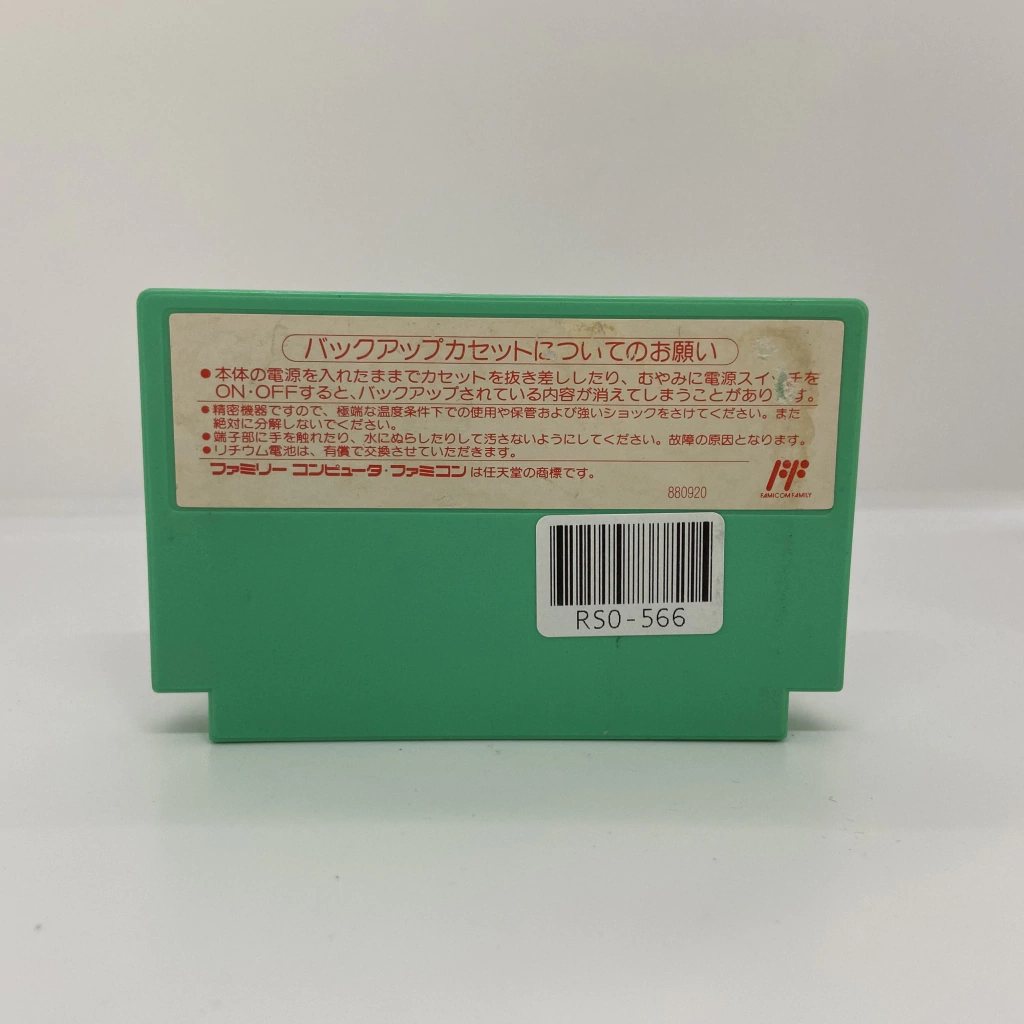 バックアップカセットについてのお願い
●本体の電源を入れたままでカセットを抜き差ししたり、むやみに電源スイ チを
ON・OFFすると、バックアップされている内容が消えてしまうことがあり す。
●精密機器ですので、極端な温度条件下での使用や保管および強いショックをさけてください。また
絶対に分解しないでください。
●端子部に手を触れたり、水にぬらしたりして汚さないようにしてください。故障の原因となります。
●リチウム電池は、有償で交換させていただきます。
ファミリー コンピュータ・ファミコン は任天堂の商標です。
880920
FAMICOM FAMILY
RS0-566